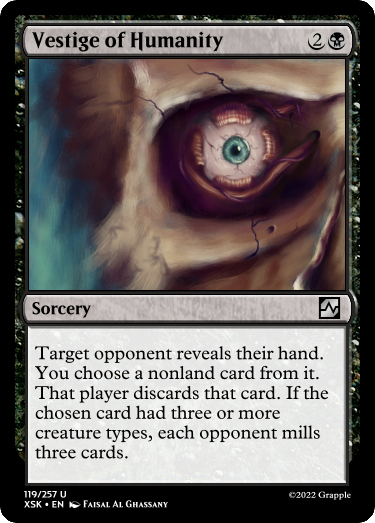 Vestige of Humanity 2
Sorcery
Target opponent reveals their hand.
You choose a nonland card from it.
That player discards that card. If the
chosen card had three or more
creature types, each opponent mills
three cards.
119/257 U
XSK • EN Faisal Al Ghassany
©2022 Grapple